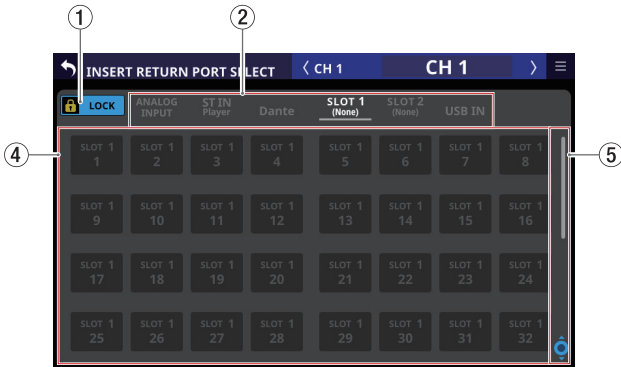 ① ②
INSERT RETURN PORT SELECT CH 1 CH 1
LOCK ANALOG INPUT ST IN Player Dante SLOT 1 (None) SLOT 2 (None) USB IN
④ ⑤
SLOT 1 SLOT 1 SLOT 1 SLOT 1 SLOT 1 SLOT 1 SLOT 1 SLOT 1
1 2 3 4 5 6 7 8
SLOT 1 SLOT 1 SLOT 1 SLOT 1 SLOT 1 SLOT 1 SLOT 1 SLOT 1
9 10 11 12 13 14 15 16
SLOT 1 SLOT 1 SLOT 1 SLOT 1 SLOT 1 SLOT 1 SLOT 1 SLOT 1
17 18 19 20 21 22 23 24
SLOT 1 SLOT 1 SLOT 1 SLOT 1 SLOT 1 SLOT 1 SLOT 1 SLOT 1
25 26 27 28 29 30 31 32